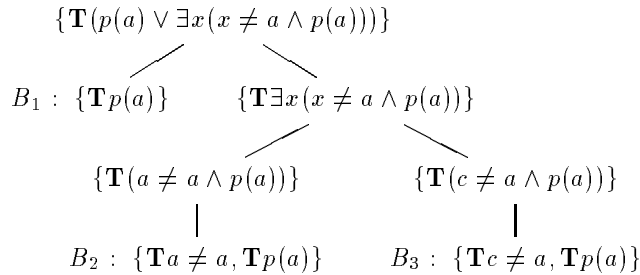 {T(p(a) ∨ ∃x(x ≠ a ∧ p(a)))}
B₁ : {Tp(a)} {T∃x(x ≠ a ∧ p(a))}
{T(a ≠ a ∧ p(a))} {T(c ≠ a ∧ p(a))}
B₂ : {Ta ≠ a, Tp(a)} B₃ : {Tc ≠ a, Tp(a)}